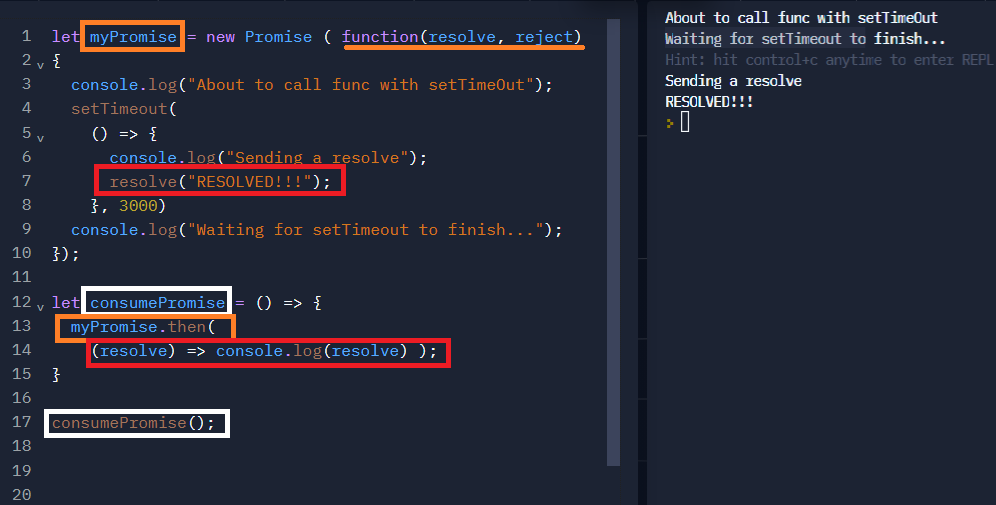 1 let myPromise = new Promise ( function(resolve, reject)
2 {
3 console.log("About to call func with setTimeOut");
4 setTimeout(
5 () => {
6 console.log("Sending a resolve");
7 resolve("RESOLVED!!!");
8 }, 3000)
9 console.log("Waiting for setTimeout to finish...");
10 });
11
12 let consumePromise = () => {
13 myPromise.then(
14 (resolve) => console.log(resolve) );
15 }
16
17 consumePromise();
18
19
20
About to call func with setTimeOut
Waiting for setTimeout to finish...
Hint: hit control+c anytime to enter REPL
Sending a resolve
RESOLVED!!!
>